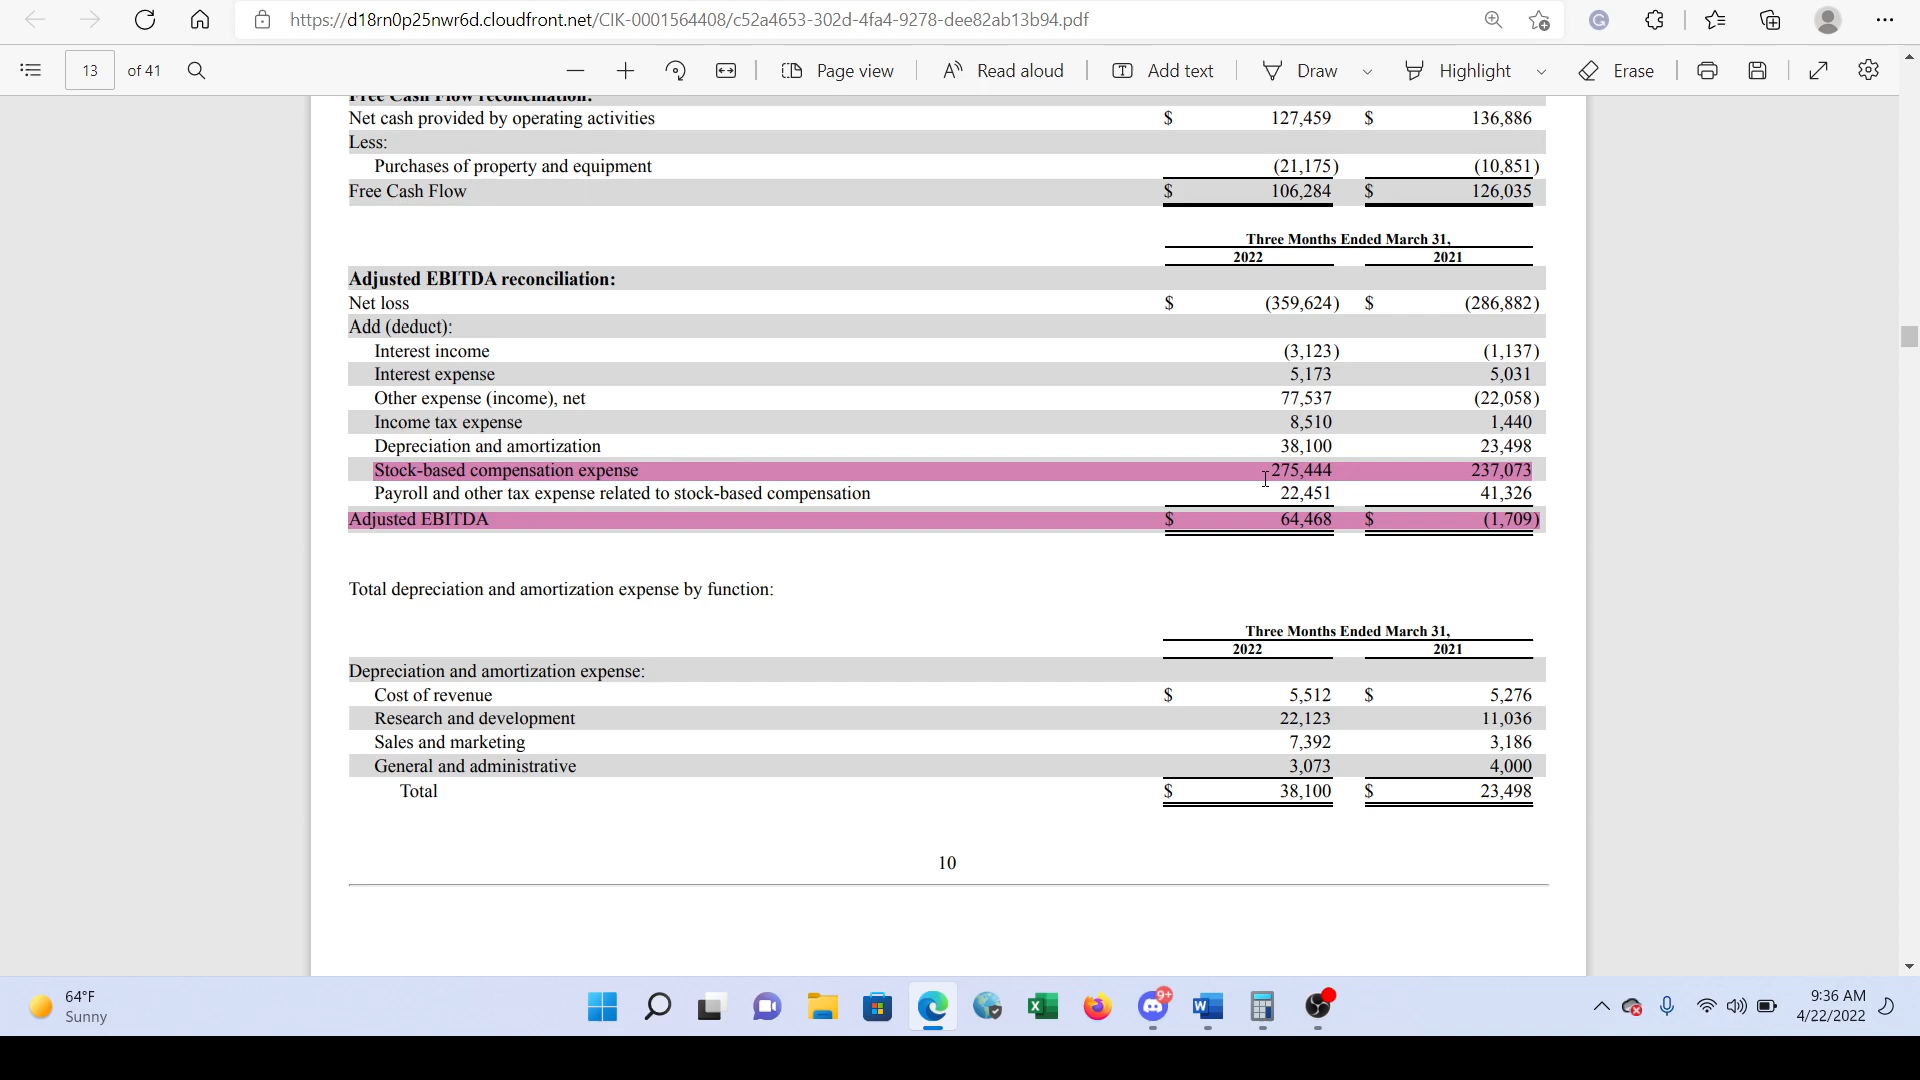 https://d18rn0p25nwr6d.cloudfront.net/CIK-0001564408/c52a4653-302d-4fa4-9278-dee82ab13b94.pdf
13 of 41 Page view Read aloud Add text Draw Highlight Erase
Free Cash Flow reconciliation:
Net cash provided by operating activities $ 127,459 $ 136,886
Less:
Purchases of property and equipment (21,175) (10,851)
Free Cash Flow $ 106,284 $ 126,035
Three Months Ended March 31,
2022 2021
Adjusted EBITDA reconciliation:
Net loss $ (359,624) $ (286,882)
Add (deduct):
Interest income (3,123) (1,137)
Interest expense 5,173 5,031
Other expense (income), net 77,537 (22,058)
Income tax expense 8,510 1,440
Depreciation and amortization 38,100 23,498
Stock-based compensation expense 275,444 237,073
Payroll and other tax expense related to stock-based compensation 22,451 41,326
Adjusted EBITDA $ 64,468 $ (1,709)
Total depreciation and amortization expense by function:
Three Months Ended March 31,
2022 2021
Depreciation and amortization expense:
Cost of revenue $ 5,512 $ 5,276
Research and development 22,123 11,036
Sales and marketing 7,392 3,186
General and administrative 3,073 4,000
Total $ 38,100 $ 23,498
10
64°F
Sunny
9+
9:36 AM
4/22/2022